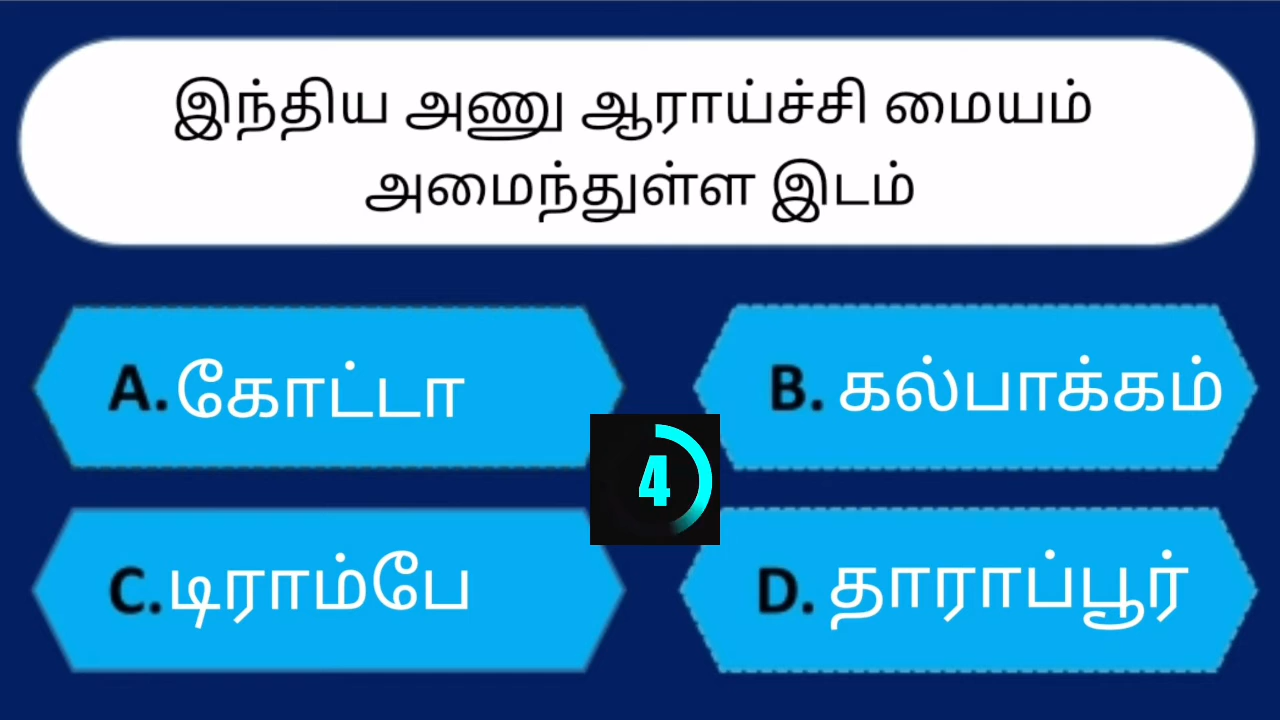 இந்திய அணு ஆராய்ச்சி மையம்
அமைந்துள்ள இடம்
A. கோட்டா
B. கல்பாக்கம்
4
C. டிராம்பே
D. தாராப்பூர்